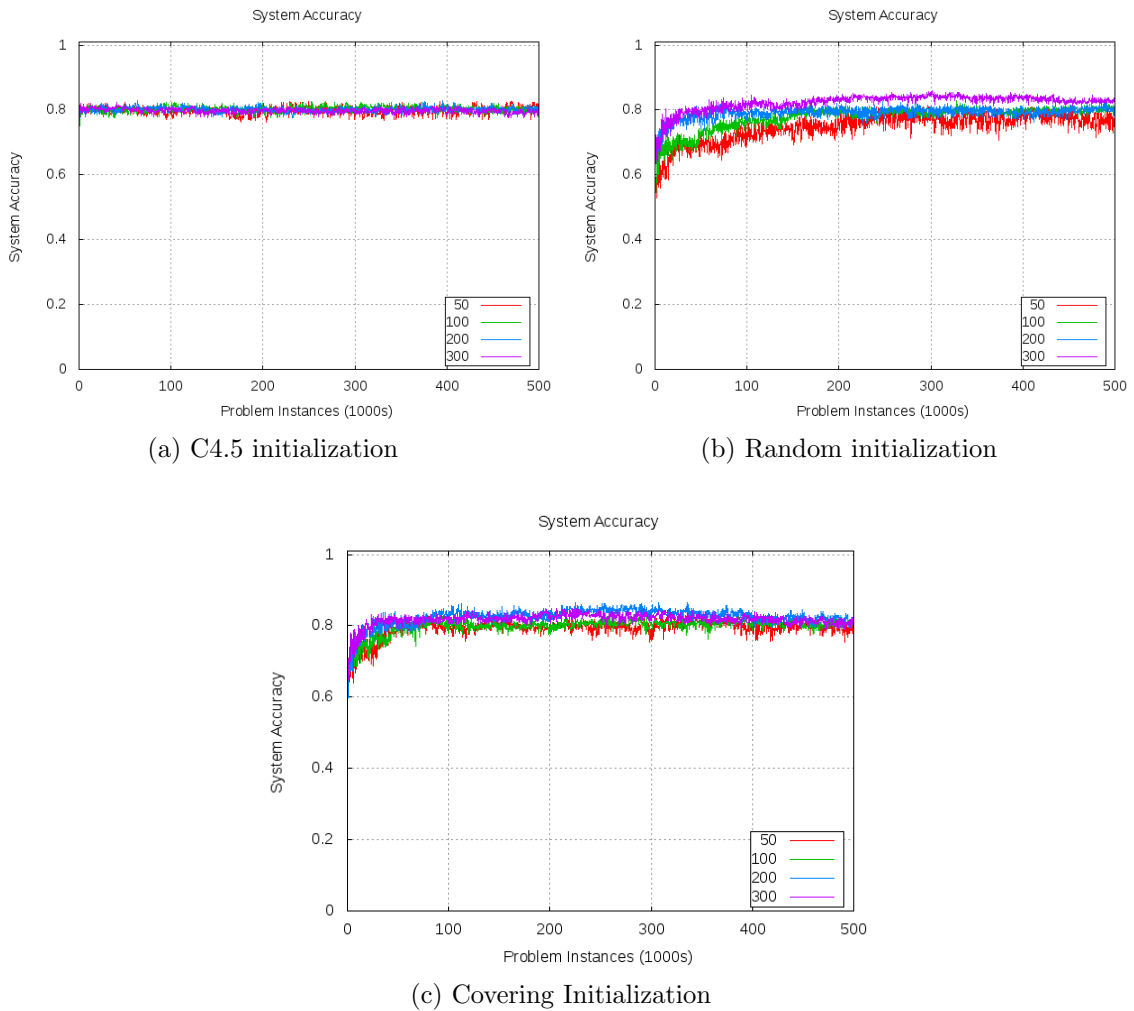 System Accuracy
1
0.8
0.6
0.4
0.2
0
System Accuracy
50
100
200
300
0 100 200 300 400 500
Problem Instances (1000s)
(a) C4.5 initialization
System Accuracy
1
0.8
0.6
0.4
0.2
0
System Accuracy
50
100
200
300
0 100 200 300 400 500
Problem Instances (1000s)
(b) Random initialization
System Accuracy
1
0.8
0.6
0.4
0.2
0
System Accuracy
50
100
200
300
0 100 200 300 400 500
Problem Instances (1000s)
(c) Covering Initialization